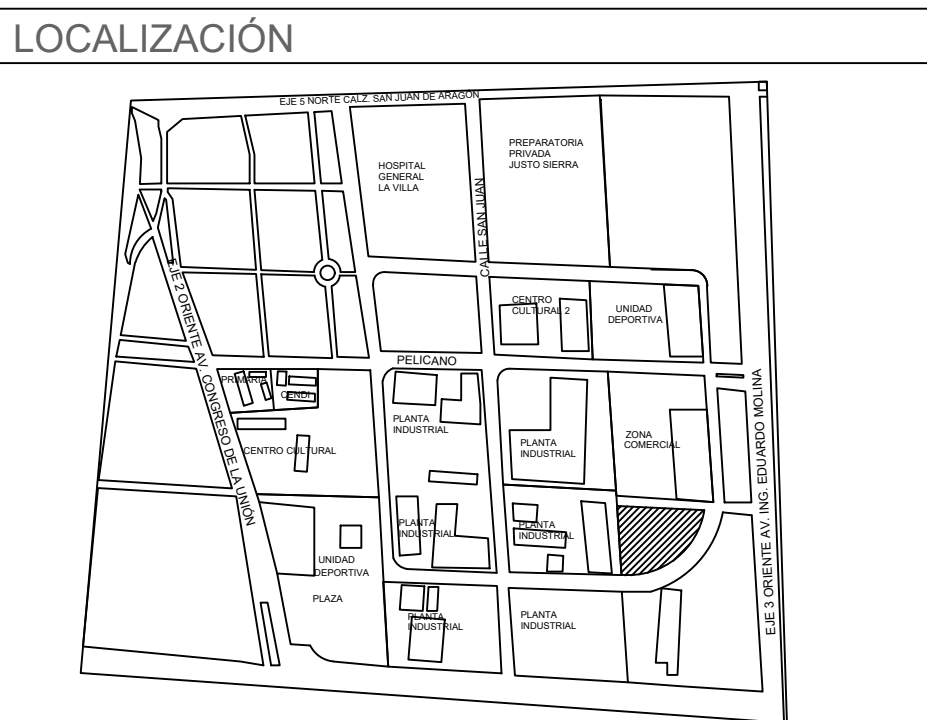 LOCALIZACIÓN
EJE 5 NORTE CALZ. SAN JUAN DE ARAGON
HOSPITAL
GENERAL
LA VILLA
CALLE SAN JUAN
PREPARATORIA
PRIVADA
JUSTO SIERRA
EJE 2 ORIENTE AV. CONGRESO DE LA UNIÓN
CENTRO
CULTURAL 2
UNIDAD
DEPORTIVA
PELICANO
PRIMARIA
CENDI
CENTRO CULTURAL
PLANTA
INDUSTRIAL
PLANTA
INDUSTRIAL
ZONA
COMERCIAL
EJE 3 ORIENTE AV. ING. EDUARDO MOLINA
PLANTA
INDUSTRIAL
PLANTA
INDUSTRIAL
UNIDAD
DEPORTIVA
PLAZA
PLANTA
INDUSTRIAL
PLANTA
INDUSTRIAL